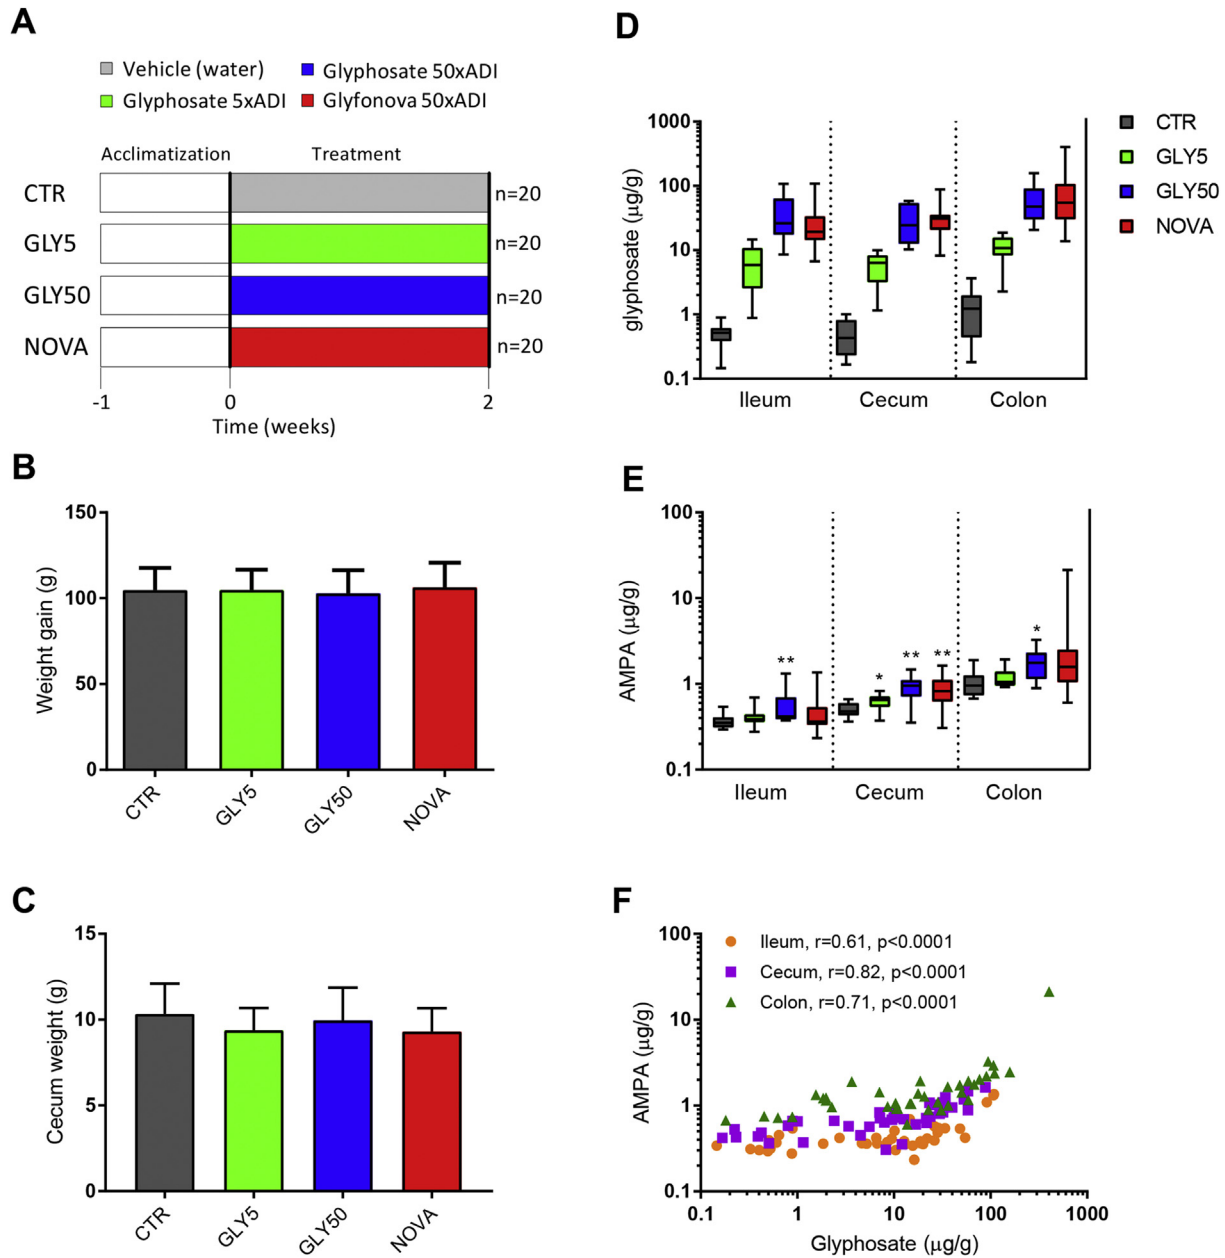 A
Vehicle (water)
Glyphosate 50xADI
Glyphosate 5xADI
Glyfonova 50xADI
Acclimatization
Treatment
CTR
n=20
GLY5
n=20
GLY50
n=20
NOVA
n=20
-1
0
2
Time (weeks)
B
Weight gain (g)
150
100
50
0
CTR
GLY5
GLY50
NOVA
C
Cecum weight (g)
15
10
5
0
CTR
GLY5
GLY50
NOVA
D
glyphosate (µg/g)
1000
100
10
1
0.1
Ileum
Cecum
Colon
CTR
GLY5
GLY50
NOVA
E
AMPA (µg/g)
100
10
1
0.1
**
*
**
**
*
Ileum
Cecum
Colon
F
AMPA (µg/g)
100
10
1
0.1
Ileum, r=0.61, p<0.0001
Cecum, r=0.82, p<0.0001
Colon, r=0.71, p<0.0001
0.1
1
10
100
1000
Glyphosate (µg/g)